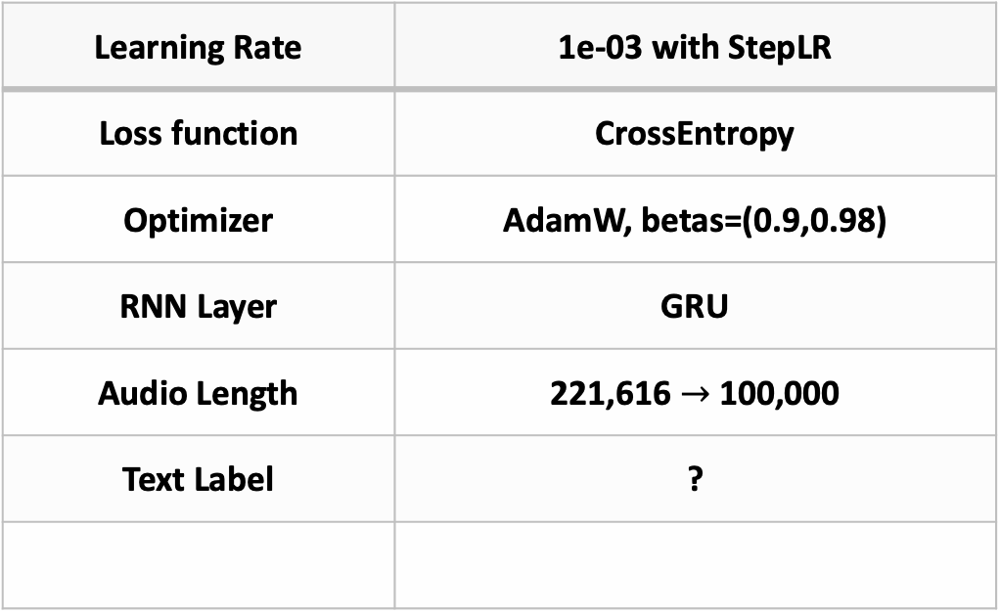 Learning Rate 1e-03 with StepLR
Loss function CrossEntropy
Optimizer AdamW, betas=(0.9,0.98)
RNN Layer GRU
Audio Length 221,616 → 100,000
Text Label ?